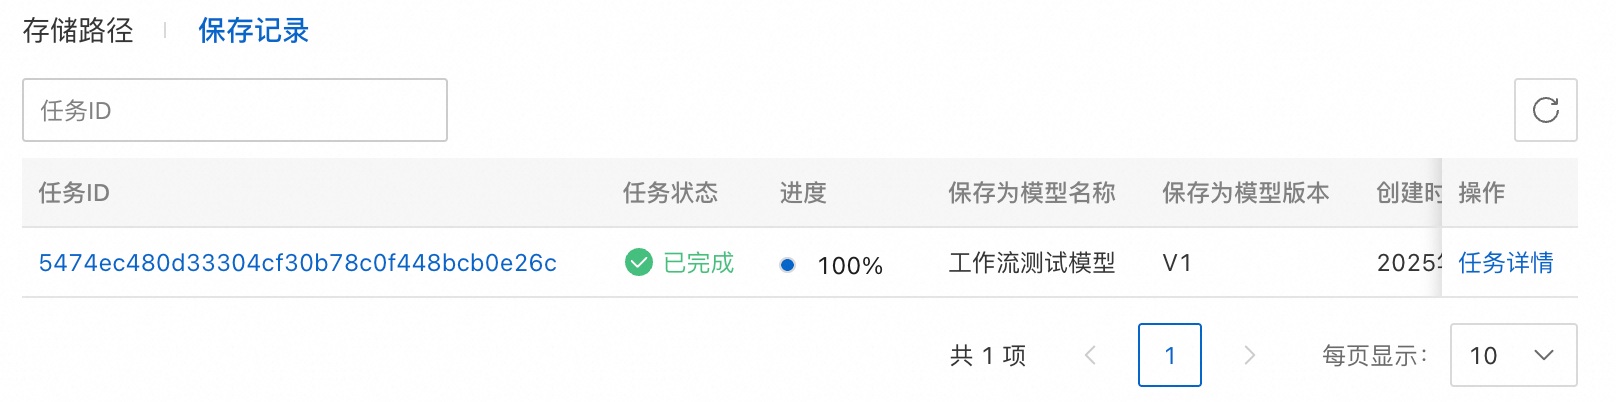 存储路径 保存记录
任务ID
任务ID 任务状态 进度 保存为模型名称 保存为模型版本 创建时 操作
5474ec480d33304cf30b78c0f448bcb0e26c 已完成 100% 工作流测试模型 V1 2025 任务详情
共 1 项 1 每页显示: 10